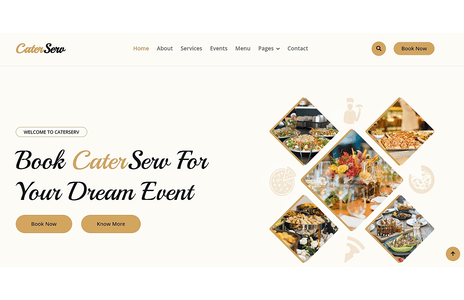 CaterServ
Home About Services Events Menu Pages Contact
Book Now
WELCOME TO CATERSERV
Book CaterServ For
Your Dream Event
Book Now Know More